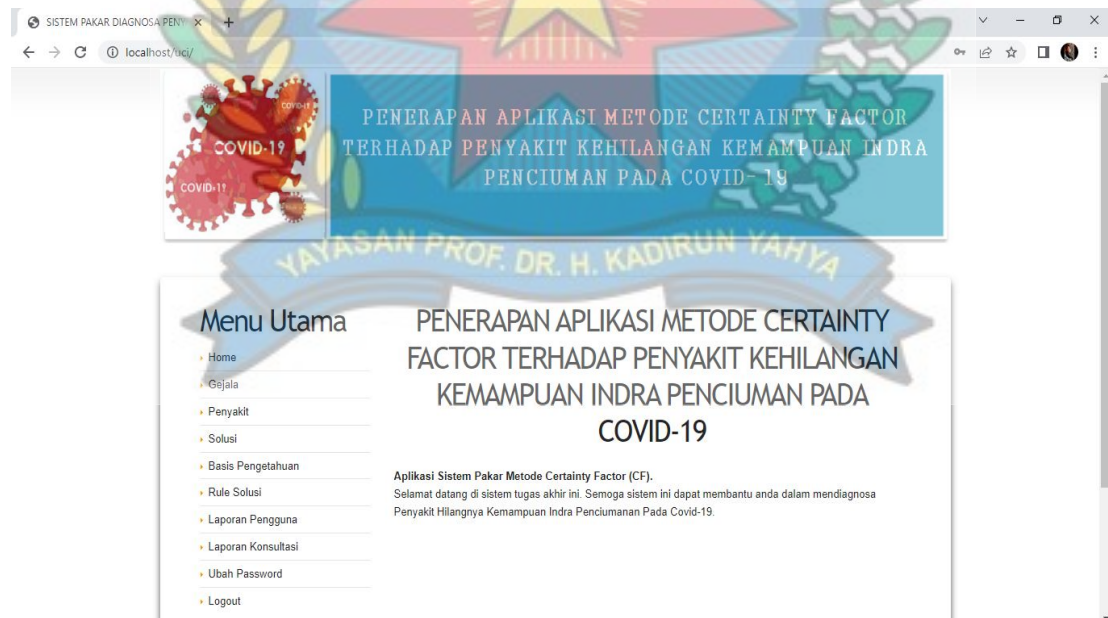 SISTEM PAKAR DIAGNOSA PENY
localhost/uci/
COVID-19
COVID-19
COVID-19
PENERAPAN APLIKASI METODE CERTAINTY FACTOR
TERHADAP PENYAKIT KEHILANGAN KEMAMPUAN INDRA
PENCIUMAN PADA COVID- 19
YAYASAN PROF. DR. H. KADIRUN YAHYA
Menu Utama
Home
Gejala
Penyakit
Solusi
Basis Pengetahuan
Rule Solusi
Laporan Pengguna
Laporan Konsultasi
Ubah Password
Logout
PENERAPAN APLIKASI METODE CERTAINTY
FACTOR TERHADAP PENYAKIT KEHILANGAN
KEMAMPUAN INDRA PENCIUMAN PADA
COVID-19
Aplikasi Sistem Pakar Metode Certainty Factor (CF).
Selamat datang di sistem tugas akhir ini. Semoga sistem ini dapat membantu anda dalam mendiagnosa
Penyakit Hilangnya Kemampuan Indra Penciumanan Pada Covid-19.